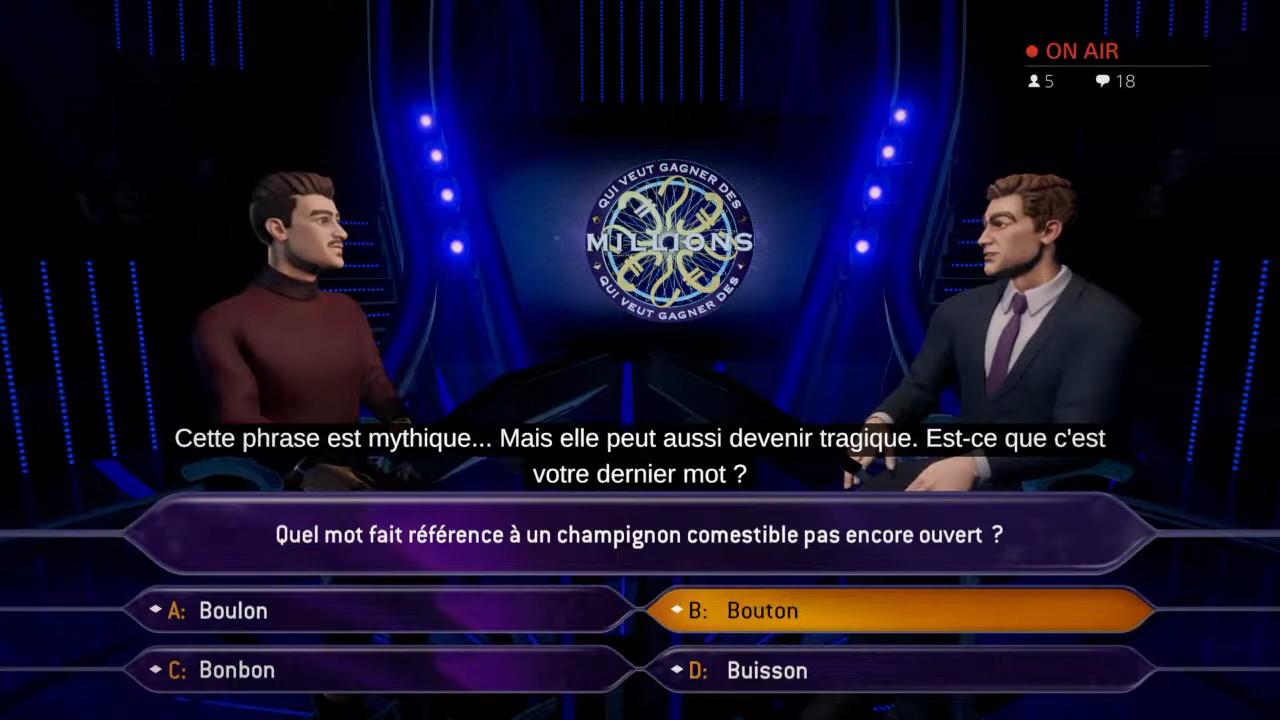 ON AIR
5 18
QUI VEUT GAGNER DES
MILLIONS
QUI VEUT GAGNER DES
Cette phrase est mythique... Mais elle peut aussi devenir tragique. Est-ce que c'est
votre dernier mot ?
Quel mot fait référence à un champignon comestible pas encore ouvert ?
A: Boulon
B: Bouton
C: Bonbon
D: Buisson